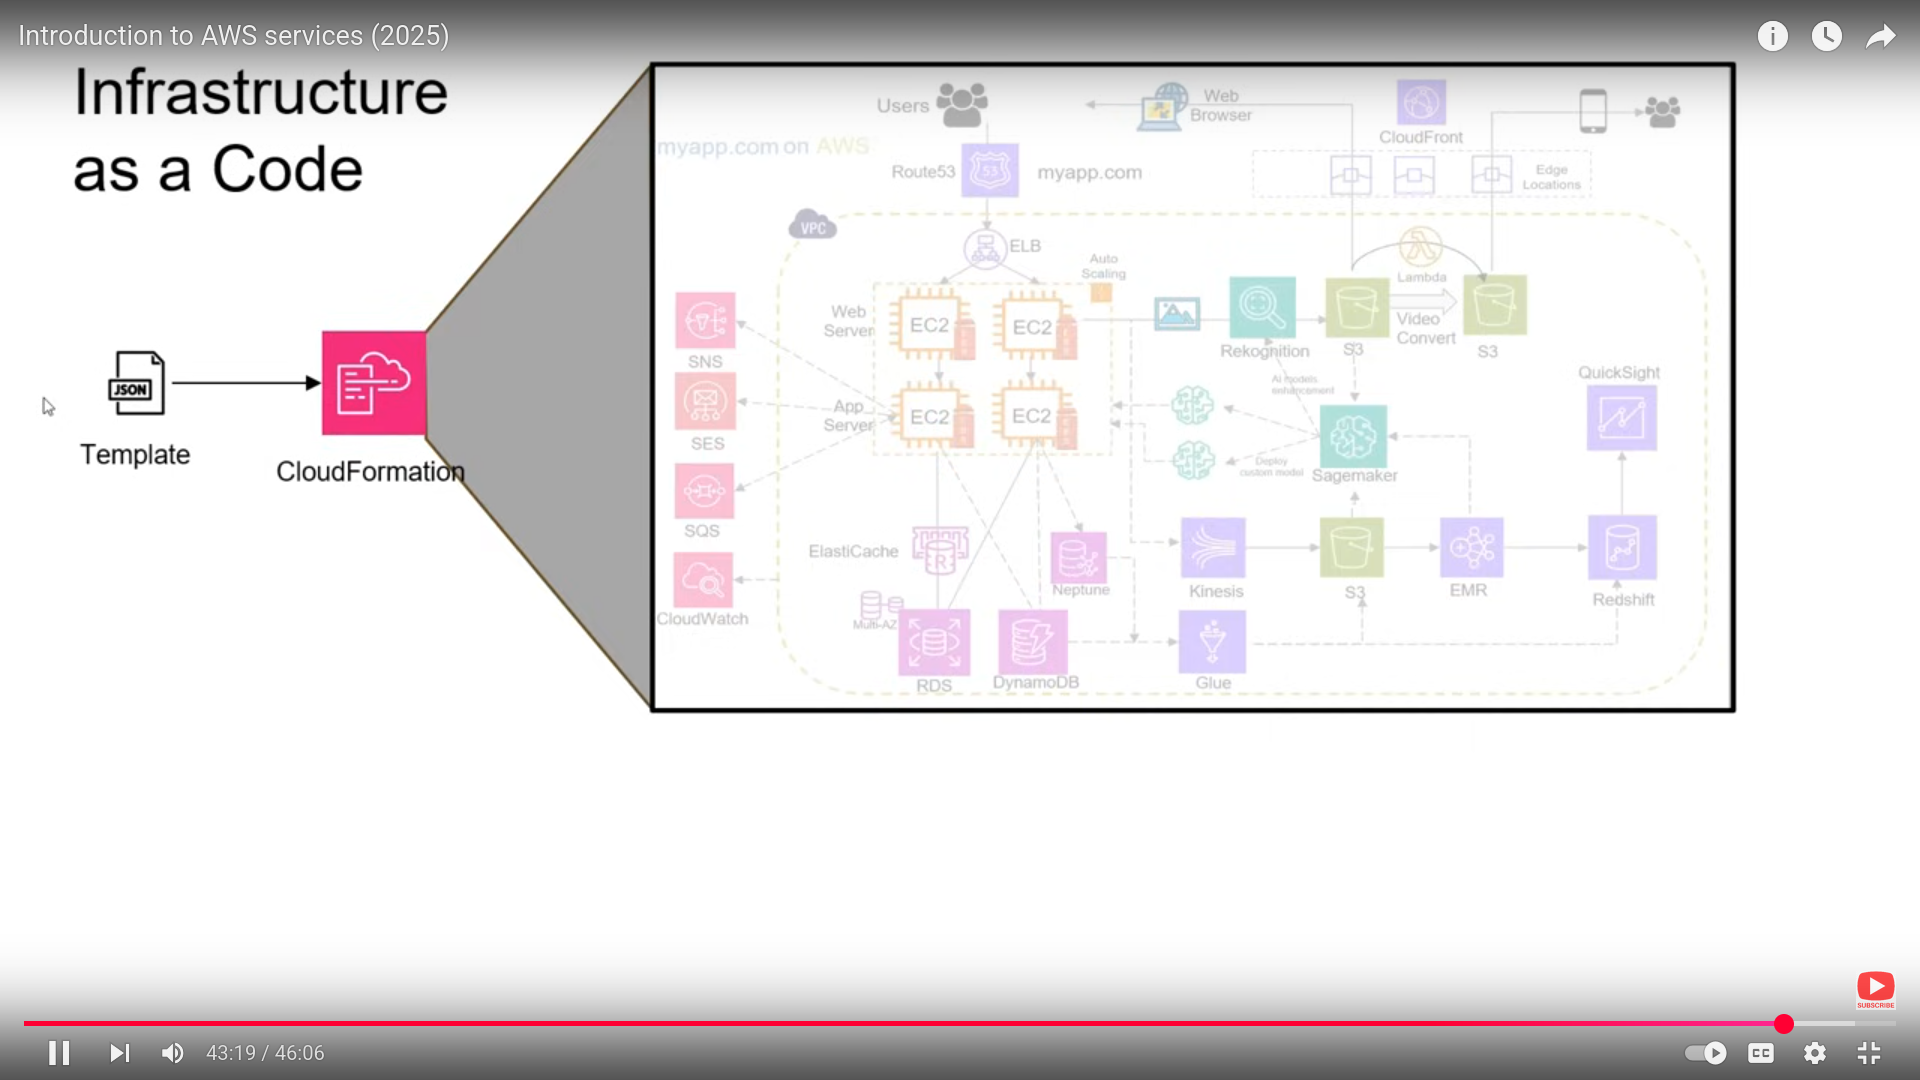 Introduction to AWS services (2025)
Infrastructure
as a Code
JSON
Template
CloudFormation
Users
Web
Browser
CloudFront
myapp.com on AWS
Route53
53
myapp.com
Edge
Locations
VPC
ELB
Auto
Scaling
Lambda
Web
Server
EC2
EC2
SNS
Rekognition
S3
Video
Convert
S3
AI models
enhancement
QuickSight
App
Server
EC2
EC2
SES
Deploy
custom model
Sagemaker
SQS
ElastiCache
R
Neptune
Kinesis
S3
EMR
Redshift
CloudWatch
Multi-AZ
RDS
DynamoDB
Glue
SUBSCRIBE
43:19 / 46:06
CC